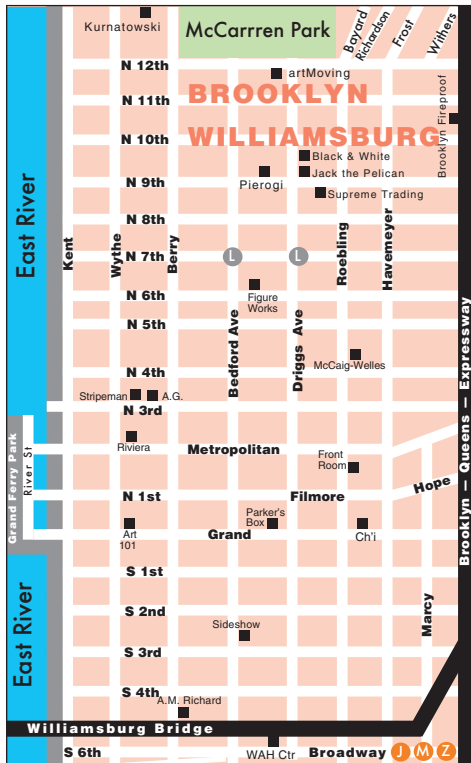 Kurnatowski
McCarrren Park
Bayard
Richardson
Frost
Withers
N 12th
artMoving
BROOKLYN
N 11th
WILLIAMSBURG
N 10th
Brooklyn Fireproof
Black & White
Jack the Pelican
Pierogi
N 9th
Supreme Trading
East River
N 8th
Kent
Wythe
Berry
N 7th
L
L
Roebling
Havemeyer
N 6th
Figure
Works
N 5th
Bedford Ave
Driggs Ave
McCaig-Welles
N 4th
Stripeman
A.G.
N 3rd
Brooklyn — Queens — Expressway
Grand Ferry Park
River St
Riviera
Metropolitan
Front
Room
Hope
N 1st
Filmore
Art
101
Parker's
Box
Grand
Ch'i
S 1st
East River
S 2nd
Marcy
Sideshow
S 3rd
S 4th
A.M. Richard
Williamsburg Bridge
S 6th
WAH Ctr
Broadway
J M Z